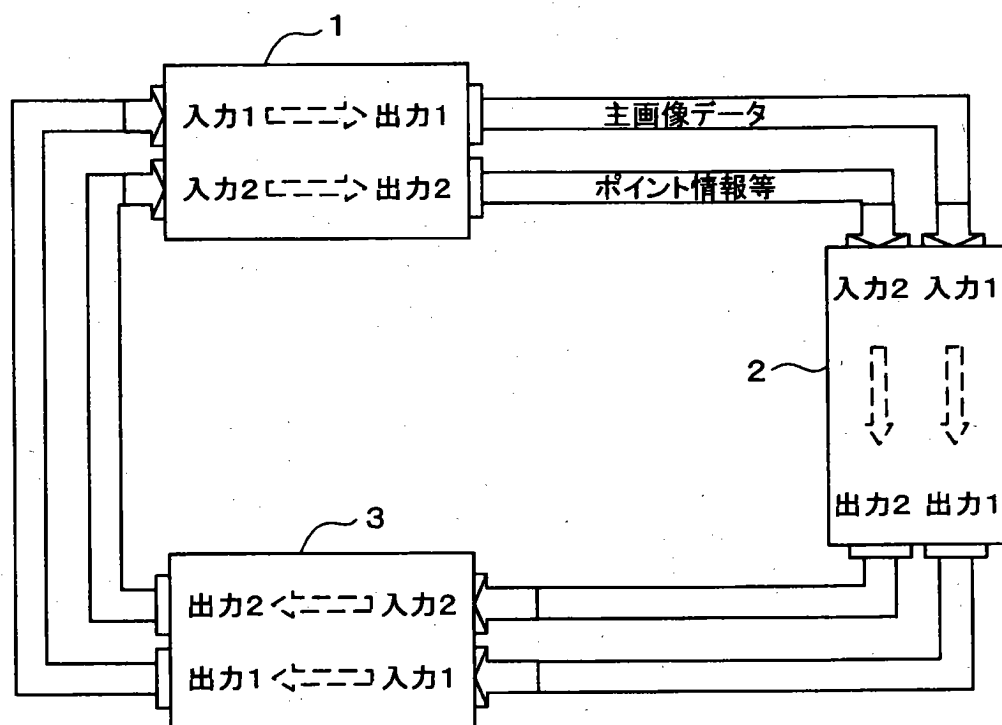 1
入力1 出力1
主画像データ
入力2 出力2
ポイント情報等
入力2 入力1
2
出力2 出力1
3
出力2 入力2
出力1 入力1